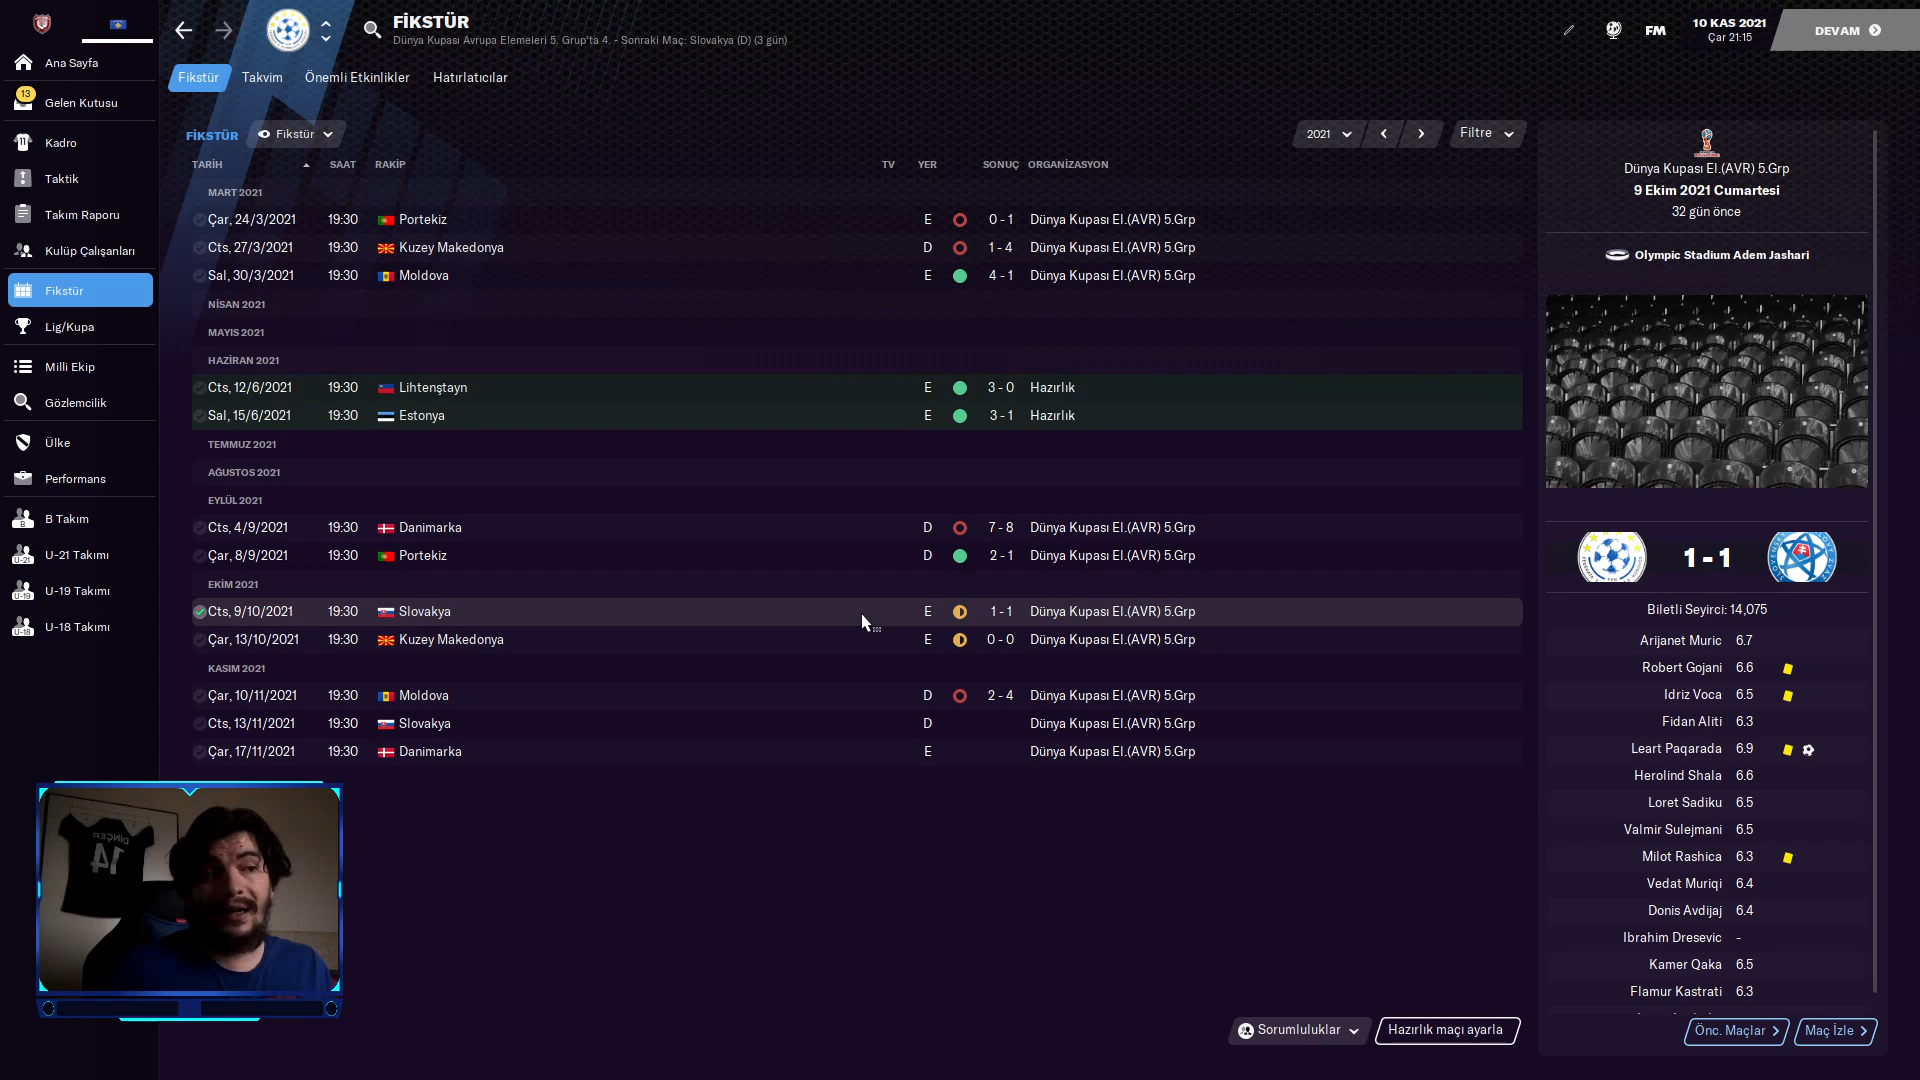 FİKSTÜR
Dünya Kupası Avrupa Elemeleri 5. Grup'ta 4. - Sonraki Maç: Slovakya (D) (3 gün)
FM
10 KAS 2021
Çar 21:15
DEVAM
Ana Sayfa
13
Gelen Kutusu
11
Kadro
Taktik
Takım Raporu
Kulüp Çalışanları
Fikstür
Lig/Kupa
Milli Ekip
Gözlemcilik
Ülke
Performans
B
B Takım
U-21
U-21 Takımı
U-19
U-19 Takımı
U-18
U-18 Takımı
Fikstür Takvim Önemli Etkinlikler Hatırlatıcılar
FİKSTÜR Fikstür 2021 Filtre
TARİH SAAT RAKİP TV YER SONUÇ ORGANİZASYON
MART 2021
Çar, 24/3/2021 19:30 Portekiz E 0 - 1 Dünya Kupası El.(AVR) 5.Grp
Cts, 27/3/2021 19:30 Kuzey Makedonya D 1 - 4 Dünya Kupası El.(AVR) 5.Grp
Sal, 30/3/2021 19:30 Moldova E 4 - 1 Dünya Kupası El.(AVR) 5.Grp
NİSAN 2021
MAYIS 2021
HAZİRAN 2021
Cts, 12/6/2021 19:30 Lihtenştayn E 3 - 0 Hazırlık
Sal, 15/6/2021 19:30 Estonya E 3 - 1 Hazırlık
TEMMUZ 2021
AĞUSTOS 2021
EYLÜL 2021
Cts, 4/9/2021 19:30 Danimarka D 7 - 8 Dünya Kupası El.(AVR) 5.Grp
Çar, 8/9/2021 19:30 Portekiz D 2 - 1 Dünya Kupası El.(AVR) 5.Grp
EKİM 2021
Cts, 9/10/2021 19:30 Slovakya E 1 - 1 Dünya Kupası El.(AVR) 5.Grp
Çar, 13/10/2021 19:30 Kuzey Makedonya E 0 - 0 Dünya Kupası El.(AVR) 5.Grp
KASIM 2021
Çar, 10/11/2021 19:30 Moldova D 2 - 4 Dünya Kupası El.(AVR) 5.Grp
Cts, 13/11/2021 19:30 Slovakya D Dünya Kupası El.(AVR) 5.Grp
Çar, 17/11/2021 19:30 Danimarka E Dünya Kupası El.(AVR) 5.Grp
DİNÇER
14
Sorumluluklar Hazırlık maçı ayarla
Dünya Kupası El.(AVR) 5.Grp
9 Ekim 2021 Cumartesi
32 gün önce
Olympic Stadium Adem Jashari
1 - 1
Biletli Seyirci: 14,075
Arijanet Muric 6.7
Robert Gojani 6.6
Idriz Voca 6.5
Fidan Aliti 6.3
Leart Paqarada 6.9
Herolind Shala 6.6
Loret Sadiku 6.5
Valmir Sulejmani 6.5
Milot Rashica 6.3
Vedat Muriqi 6.4
Donis Avdijaj 6.4
Ibrahim Dresevic -
Kamer Qaka 6.5
Flamur Kastrati 6.3
Önc. Maçlar Maç İzle